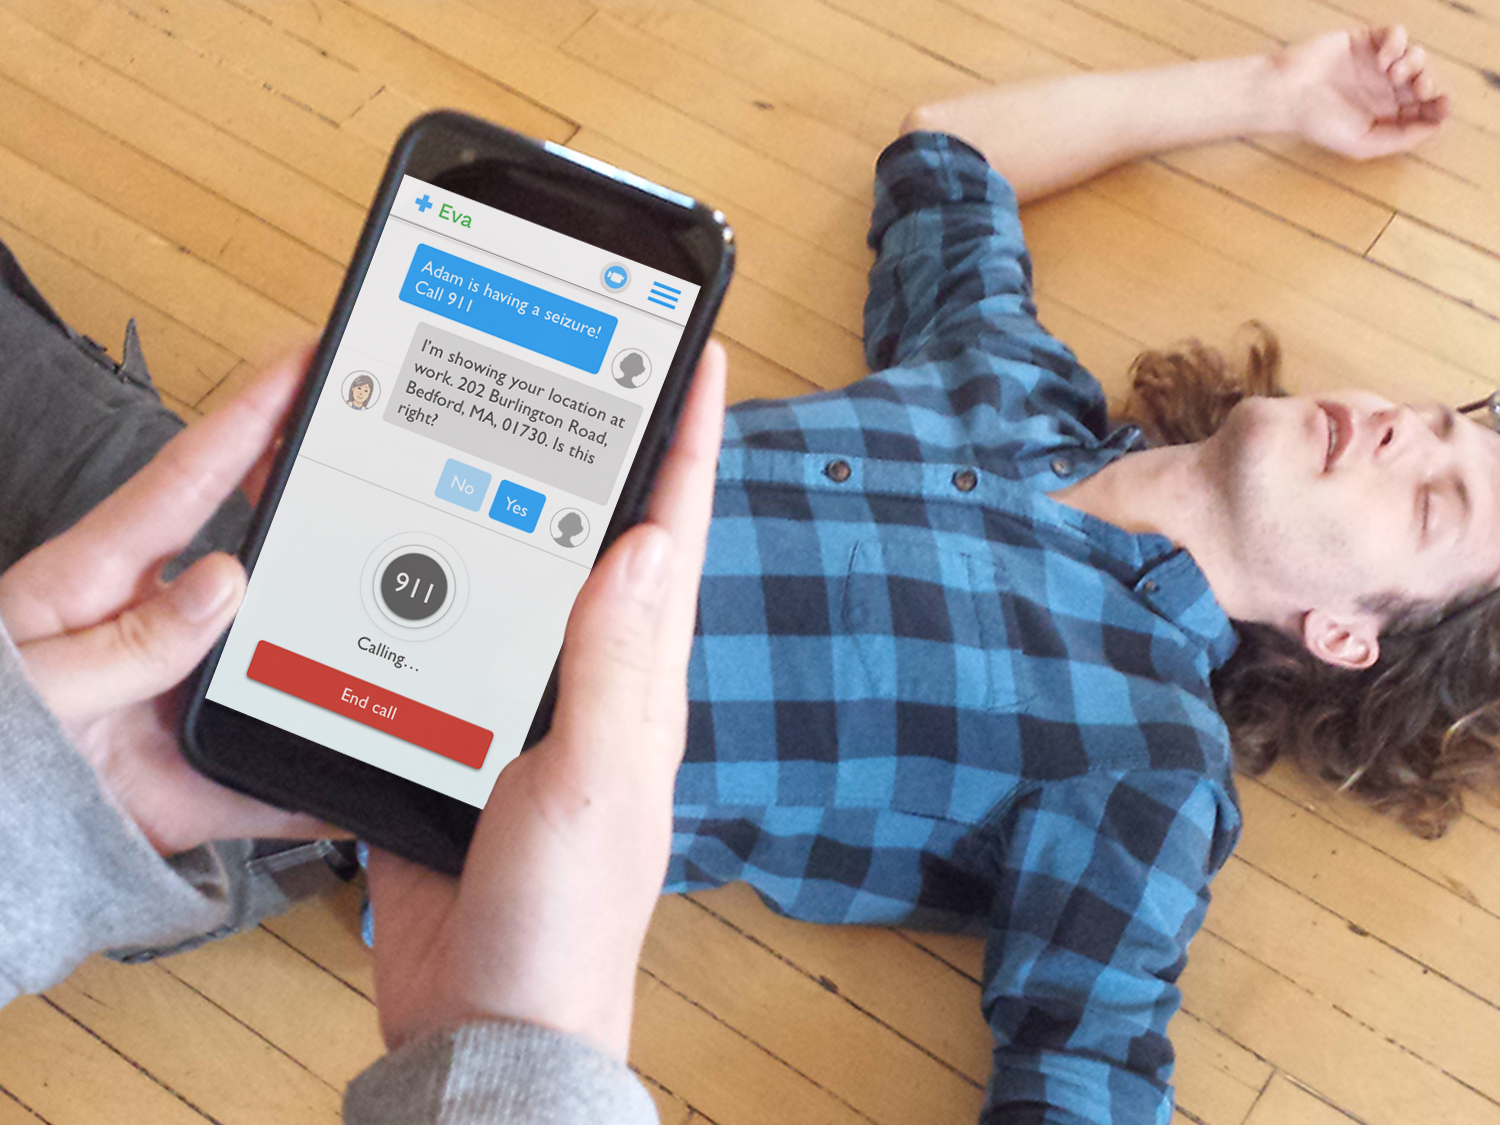 Eva
Adam is having a seizure!
Call 911
I'm showing your location at
work. 202 Burlington Road,
Bedford, MA, 01730. Is this
right?
No
Yes
911
Calling...
End call